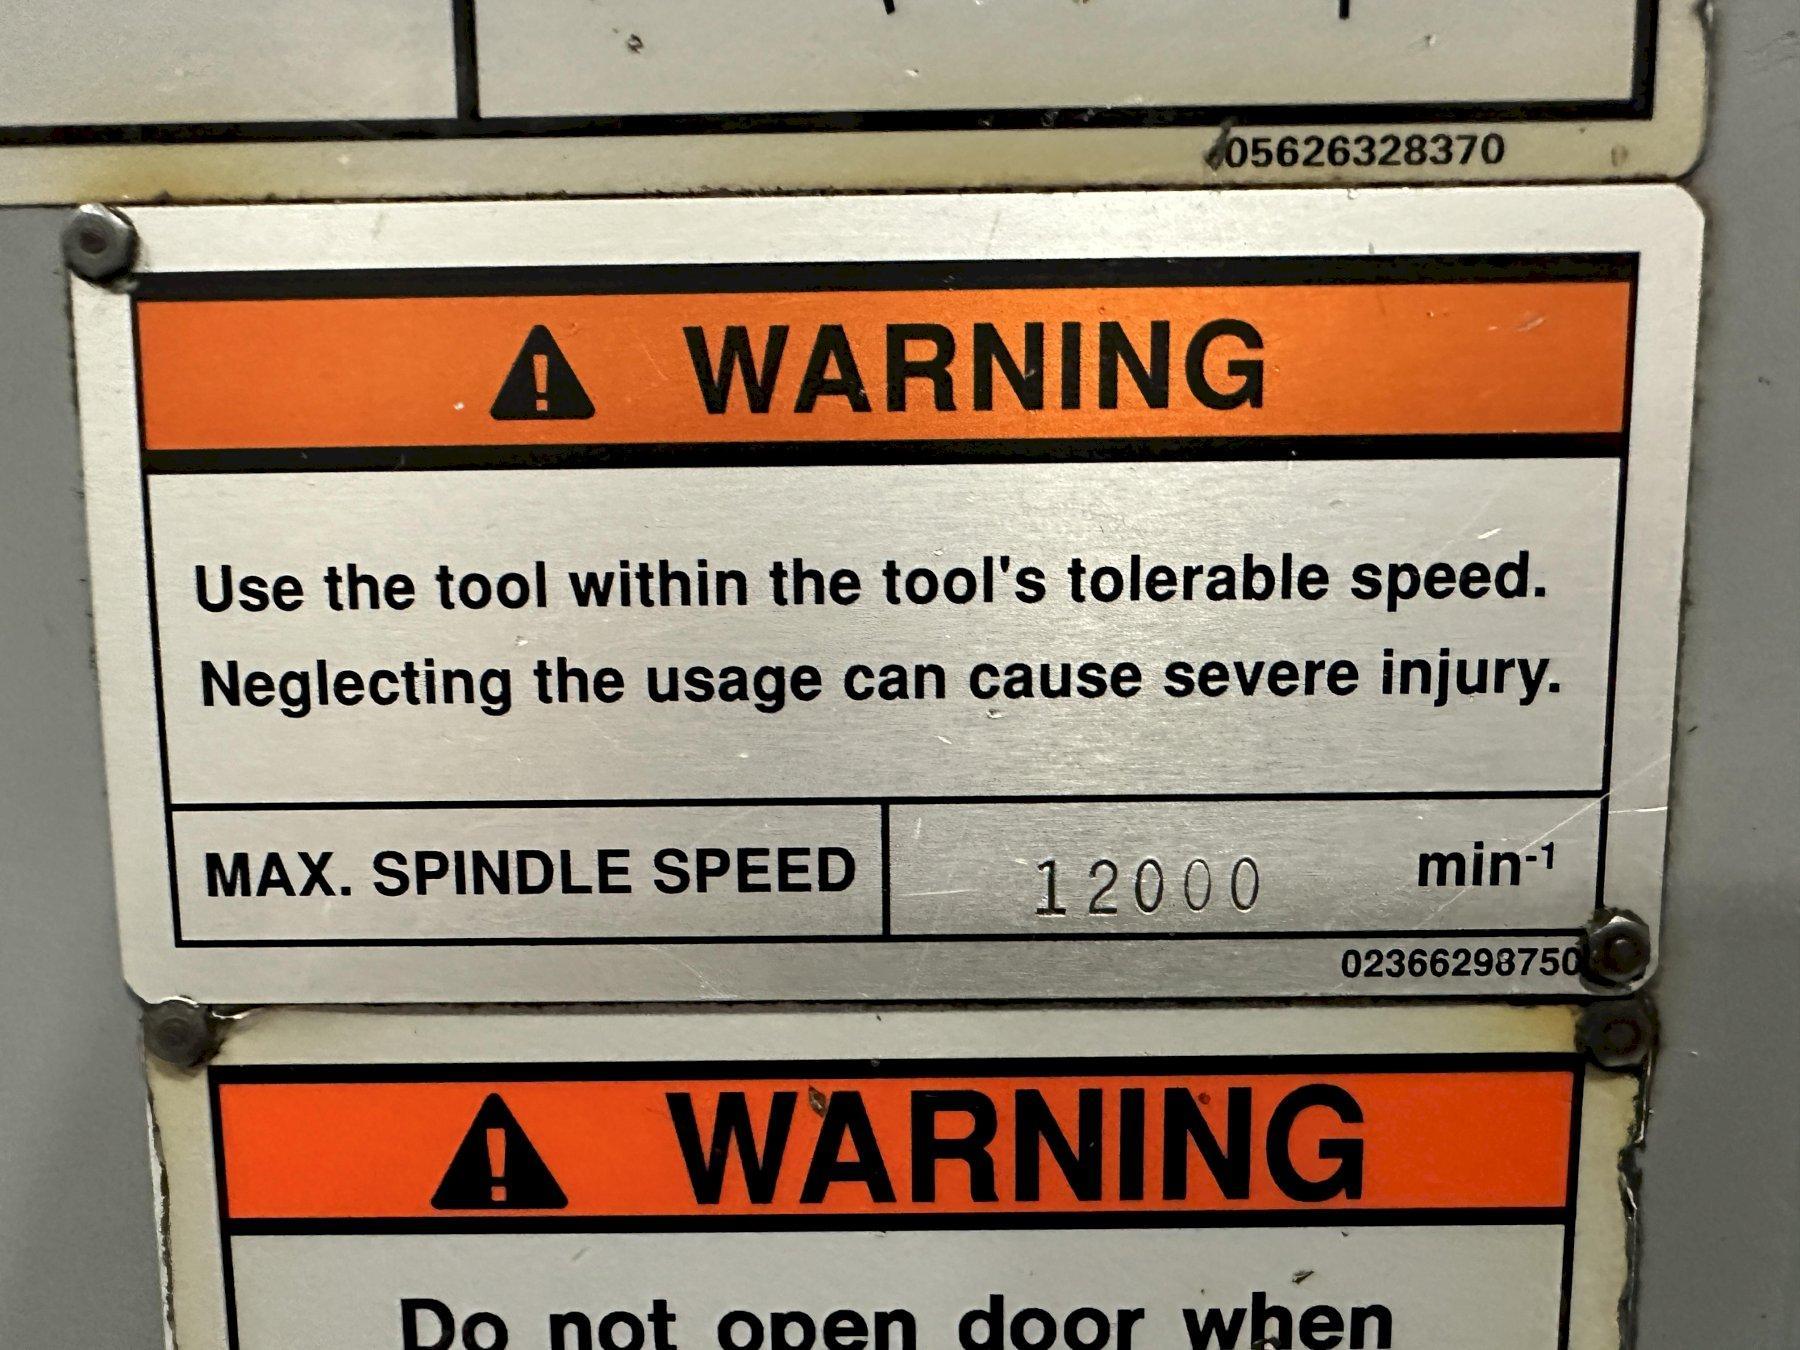 05626328370
WARNING
Use the tool within the tool's tolerable speed.
Neglecting the usage can cause severe injury.
MAX. SPINDLE SPEED 12000 min-1
02366298750
WARNING
Do not open door when